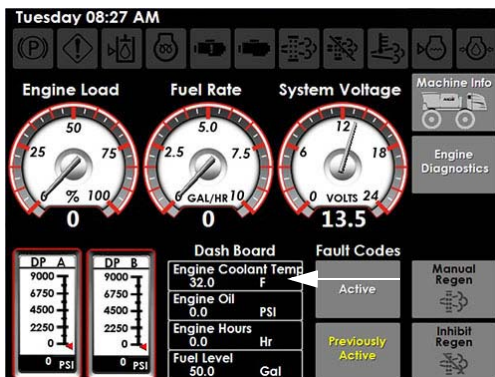 Tuesday 08:27 AM
Engine Load
Fuel Rate
System Voltage
Machine Info
25
50
75
% 100
0
2.5
5.0
7.5
GAL/HR 10
0
0
6
12
18
0 VOLTS 24
13.5
Engine
Diagnostics
DP A
9000
6750
4500
2250
0
0 PSI
DP B
9000
6750
4500
2250
0
0 PSI
Dash Board
Engine Coolant Temp
32.0 F
Engine Oil
0.0 PSI
Engine Hours
0.0 Hr
Fuel Level
50.0 Gal
Fault Codes
Active
Previously
Active
Manual
Regen
Inhibit
Regen